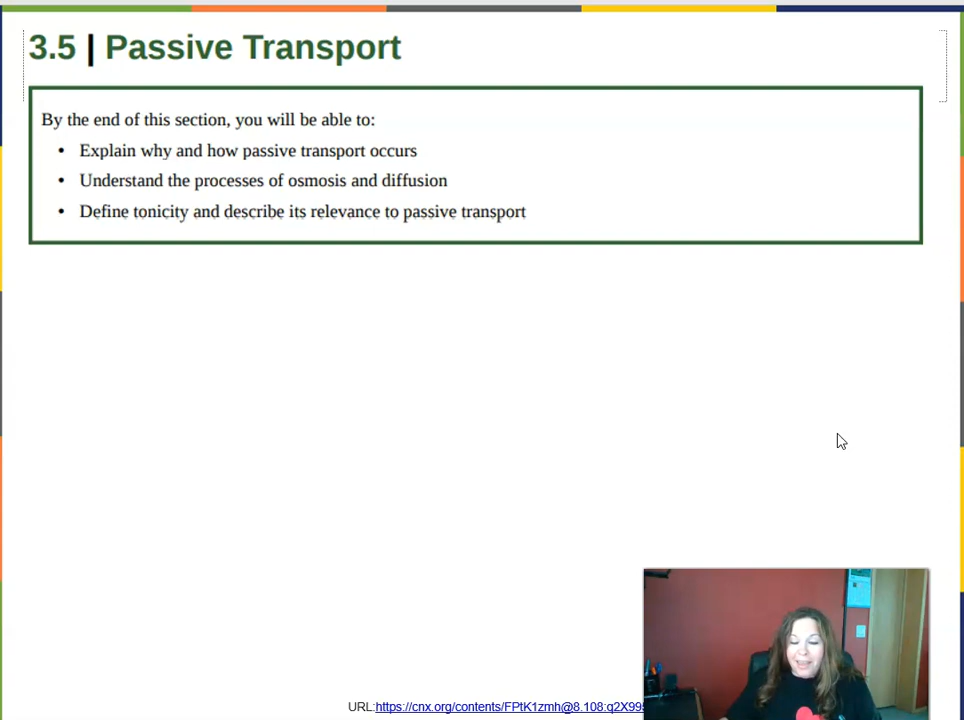 3.5 | Passive Transport
By the end of this section, you will be able to:
• Explain why and how passive transport occurs
• Understand the processes of osmosis and diffusion
• Define tonicity and describe its relevance to passive transport
URL:https://cnx.org/contents/FPtK1zmh@8.108:q2X995